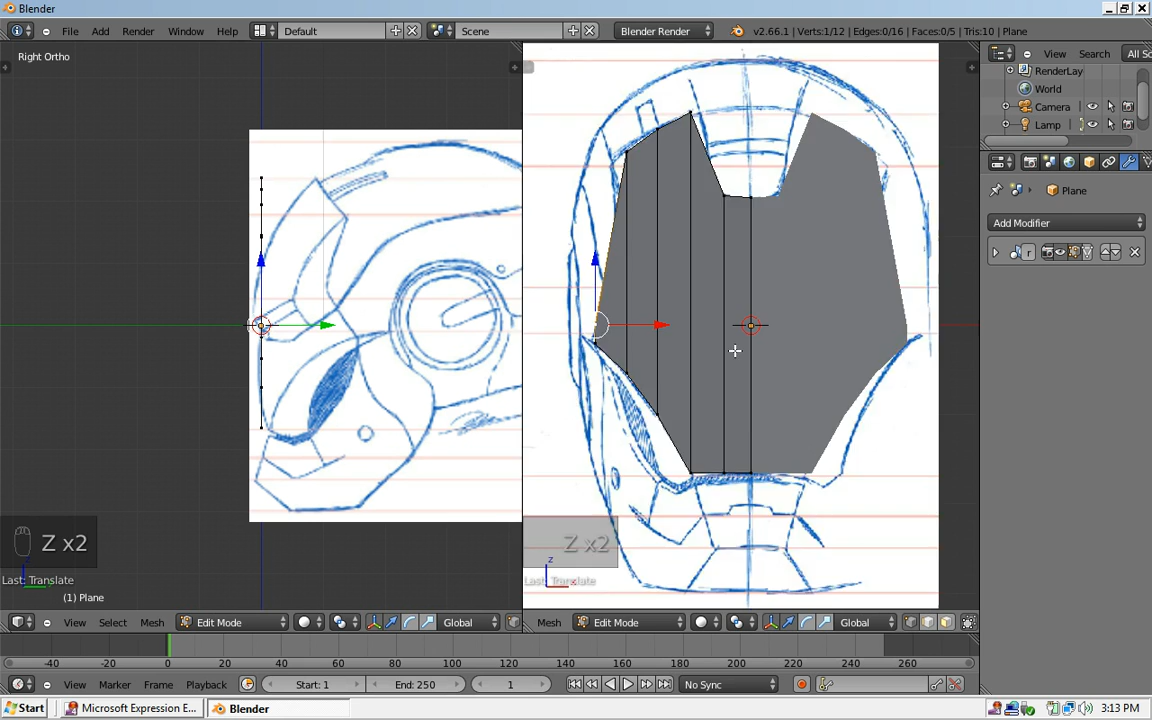 Blender
File Add Render Window Help Default Scene Blender Render v2.66.1 | Verts:1/12 | Edges:0/16 | Faces:0/5 | Tris:10 | Plane
Right Ortho
View Search All Sc
RenderLay
World
Camera
Lamp
Plane
Add Modifier
r
Z x2
Z x2
Last: Translate
Last: Translate
(1) Plane
z
z
View Select Mesh Edit Mode Global
Mesh Edit Mode Global
-40 -20 0 20 40 60 80 100 120 140 160 180 200 220 240 260
View Marker Frame Playback Start: 1 End: 250 1 No Sync
Start Microsoft Expression E... Blender 3:13 PM